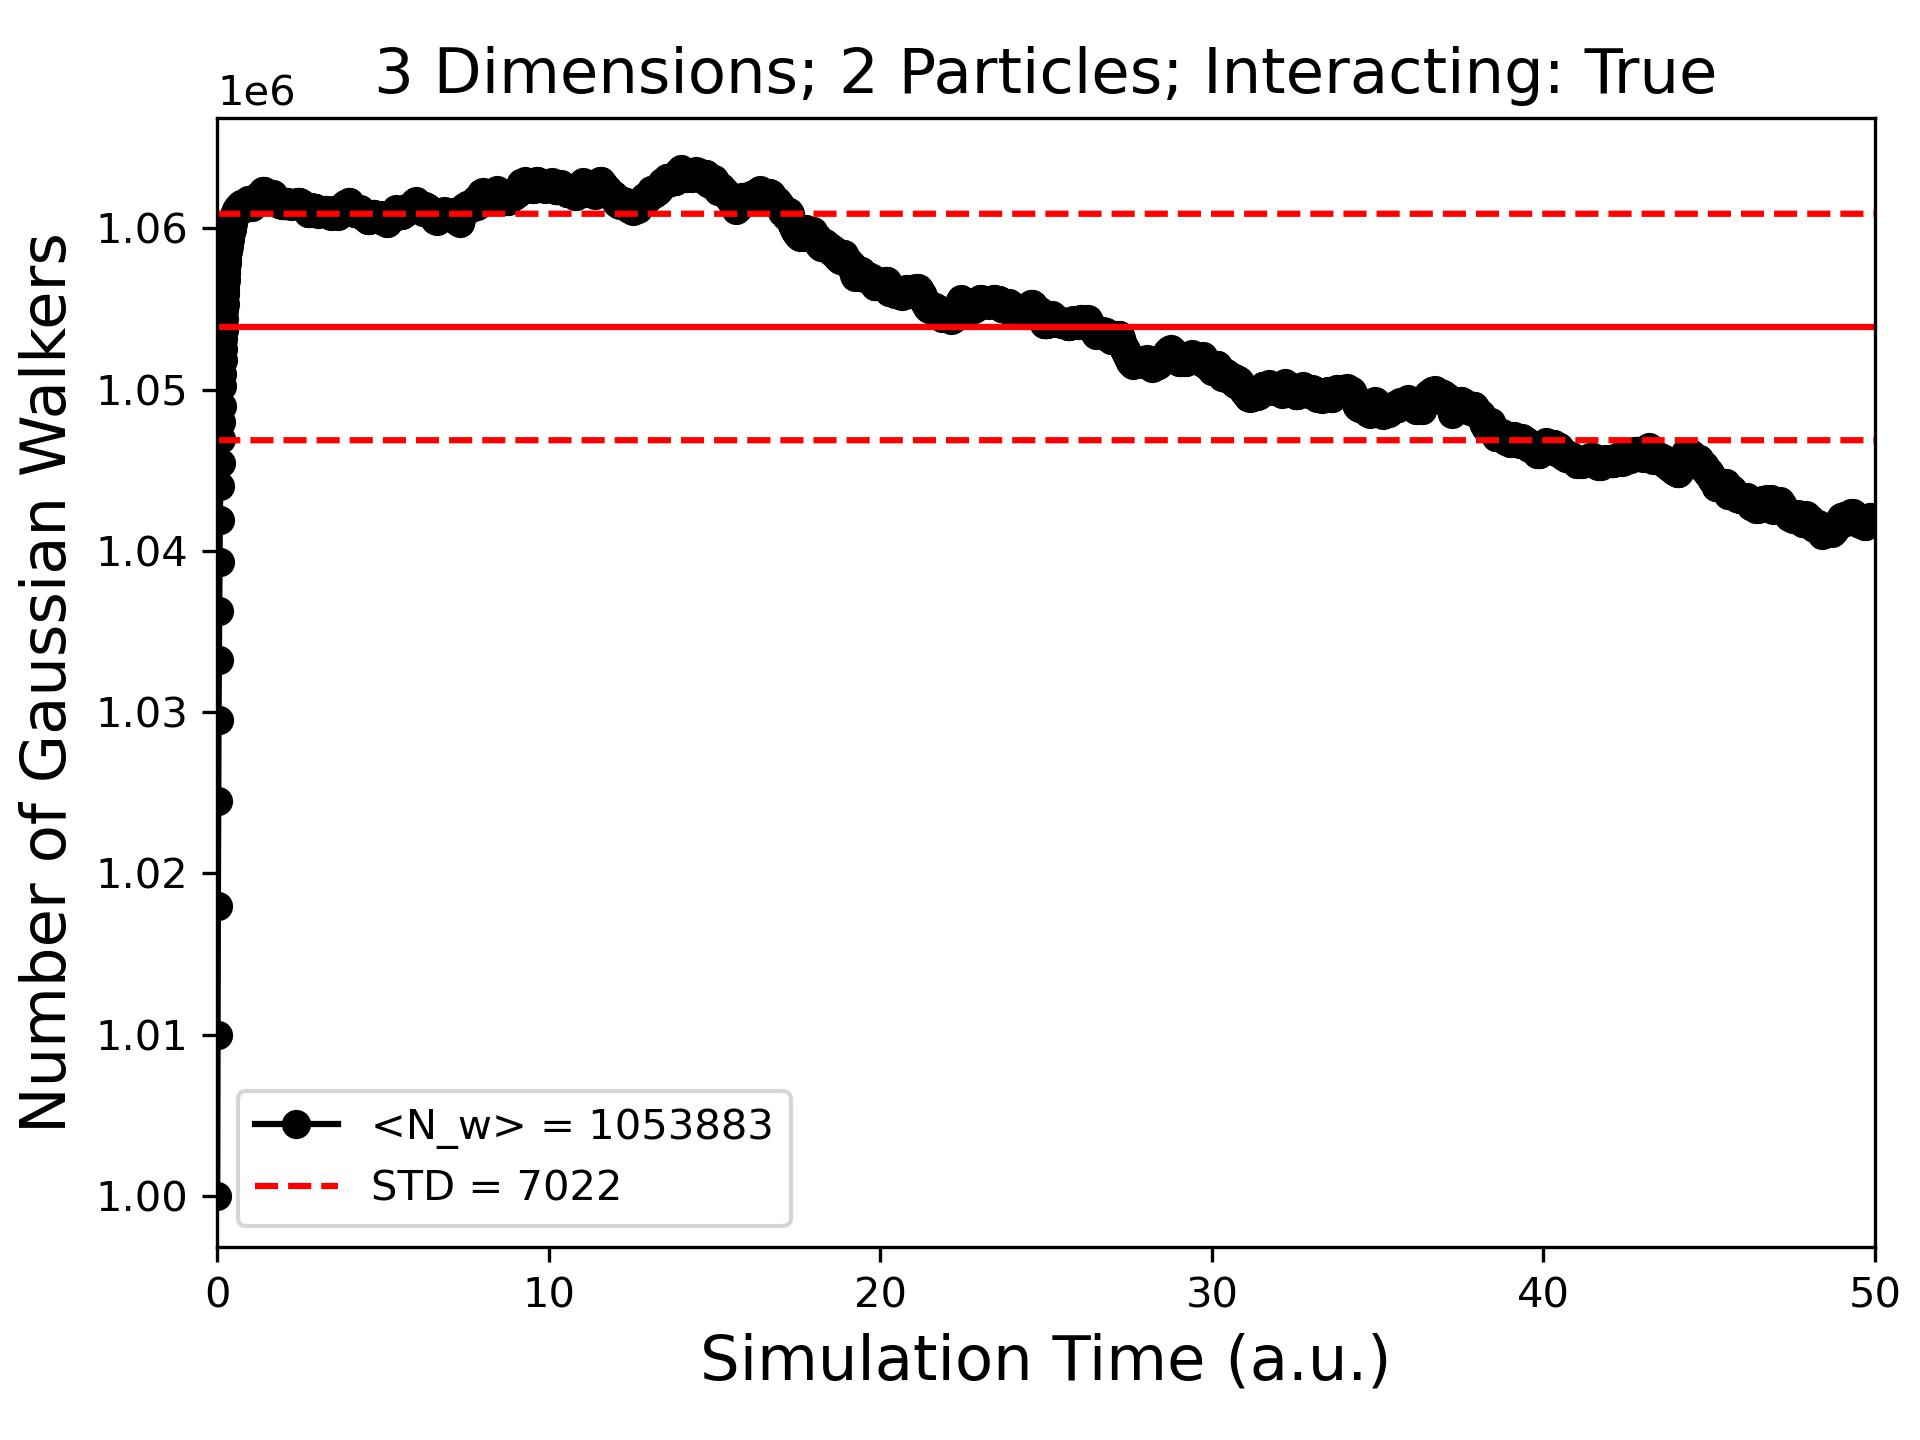 3 Dimensions; 2 Particles; Interacting: True
1e6
1.06
1.05
1.04
1.03
1.02
1.01
1.00
Number of Gaussian Walkers
<N_w> = 1053883
STD = 7022
0 10 20 30 40 50
Simulation Time (a.u.)